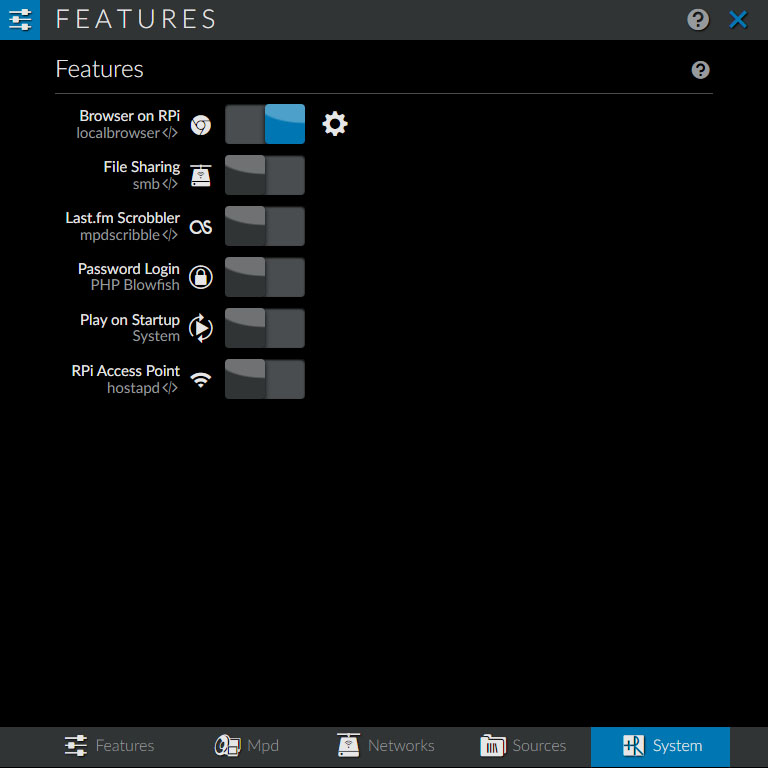 FEATURES
Features
Browser on RPi
localbrowser</>
File Sharing
smb</>
Last.fm Scrobbler
mpdscribble</>
Password Login
PHP Blowfish
Play on Startup
System
RPi Access Point
hostapd</>
Features Mpd Networks Sources System